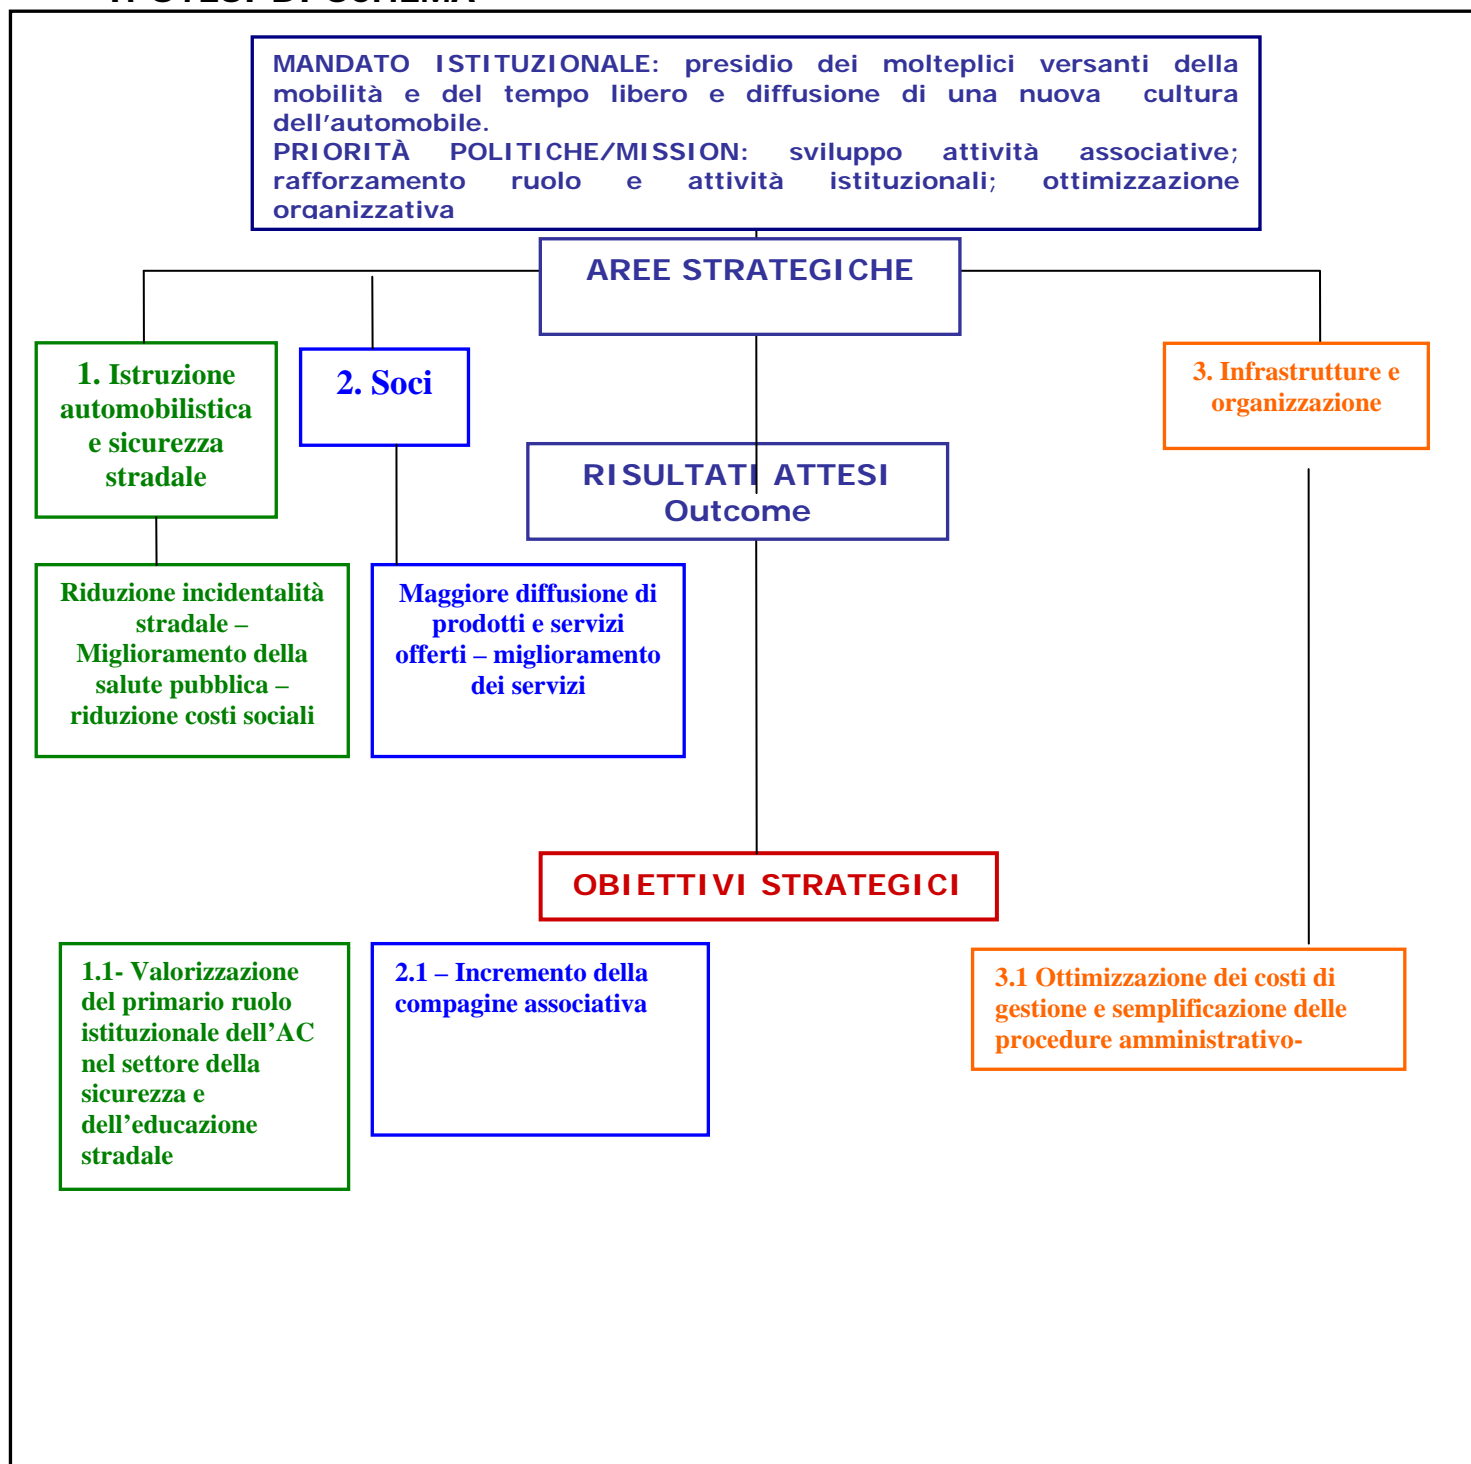 IPOTESI DI SCHEMA
MANDATO ISTITUZIONALE: presidio dei molteplici versanti della
mobilità e del tempo libero e diffusione di una nuova cultura
dell'automobile.
PRIORITÀ POLITICHE/MISSION: sviluppo attività associative;
rafforzamento ruolo e attività istituzionali; ottimizzazione
organizzativa
AREE STRATEGICHE
1. Istruzione
automobilistica
e sicurezza
stradale
2. Soci
3. Infrastrutture e
organizzazione
RISULTATI ATTESI
Outcome
Riduzione incidentalità
stradale –
Miglioramento della
salute pubblica –
riduzione costi sociali
Maggiore diffusione di
prodotti e servizi
offerti – miglioramento
dei servizi
OBIETTIVI STRATEGICI
1.1- Valorizzazione
del primario ruolo
istituzionale dell'AC
nel settore della
sicurezza e
dell'educazione
stradale
2.1 – Incremento della
compagine associativa
3.1 Ottimizzazione dei costi di
gestione e semplificazione delle
procedure amministrativo-